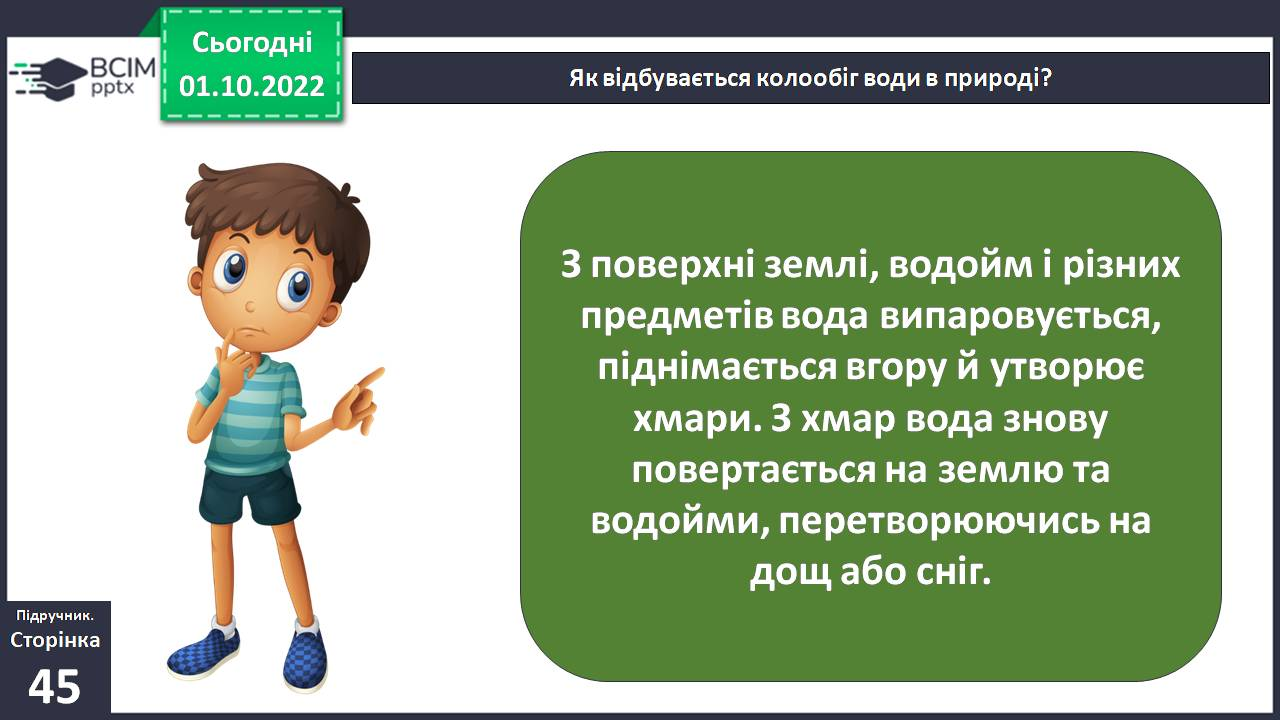 Сьогодні
01.10.2022
ВСІМ
pptx
Як відбувається колообіг води в природі?
З поверхні землі, водойм і різних
предметів вода випаровується,
піднімається вгору й утворює
хмари. З хмар вода знову
повертається на землю та
водойми, перетворюючись на
дощ або сніг.
Підручник.
Сторінка
45